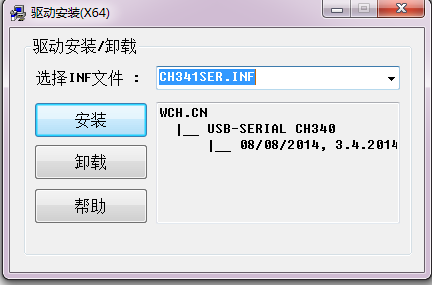 驱动安装(X64)
驱动安装/卸载
选择INF文件 :
CH341SER.INF
安装
WCH.CN
|__ USB-SERIAL CH340
|__ 08/08/2014, 3.4.2014
卸载
帮助